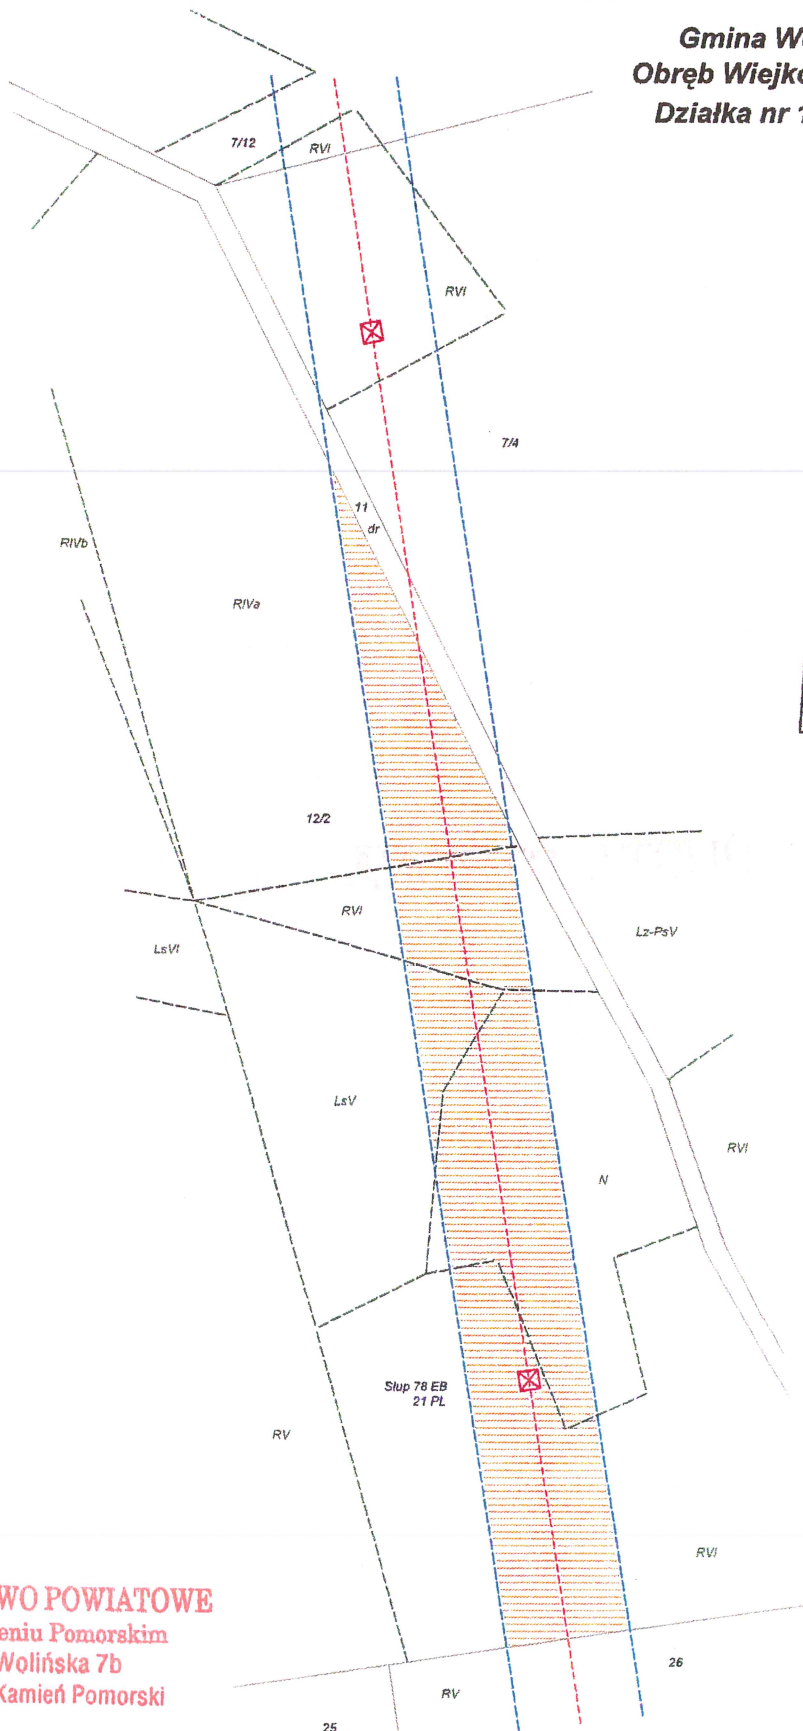 Gmina W
Obręb Wiejk
Działka nr
7/12
RVI
RVI
7/4
11
dr
RIVb
RIVa
12/2
RVI
LsVI
Lz-PsV
LsV
RVI
N
Słup 78 EB
21 PL
RV
RVI
WO POWIATOWE
eniu Pomorskim
Wolińska 7b
Kamień Pomorski
26
RV
25